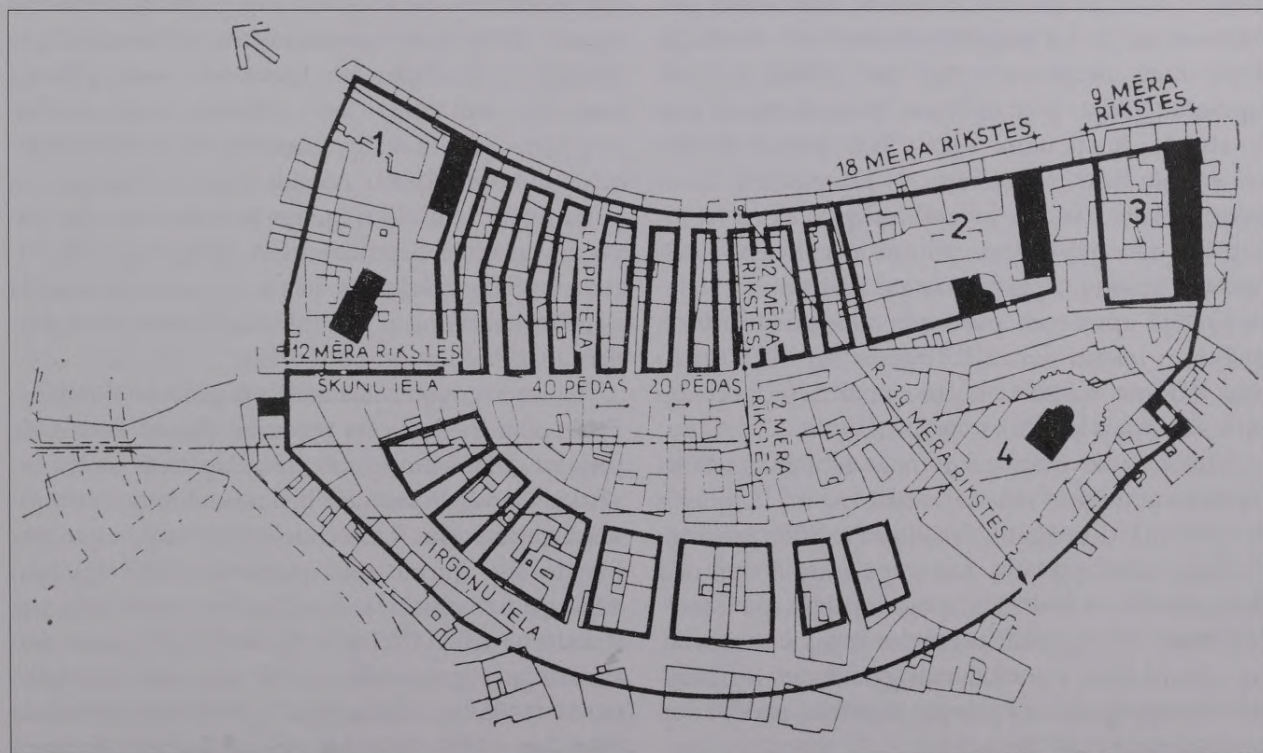 9 MĒRA
RĪKSTES
18 MĒRA RĪKSTES
1
2
3
LAIPU IELA
12 MĒRA
RĪKSTES
12 MĒRA RĪKSTES
ŠKUŅU IELA
40 PĒDAS
20 PĒDAS
12 MĒRA
RĪKSTES
R-39 MĒRA RĪKSTES
4
TIRGOŅU IELA